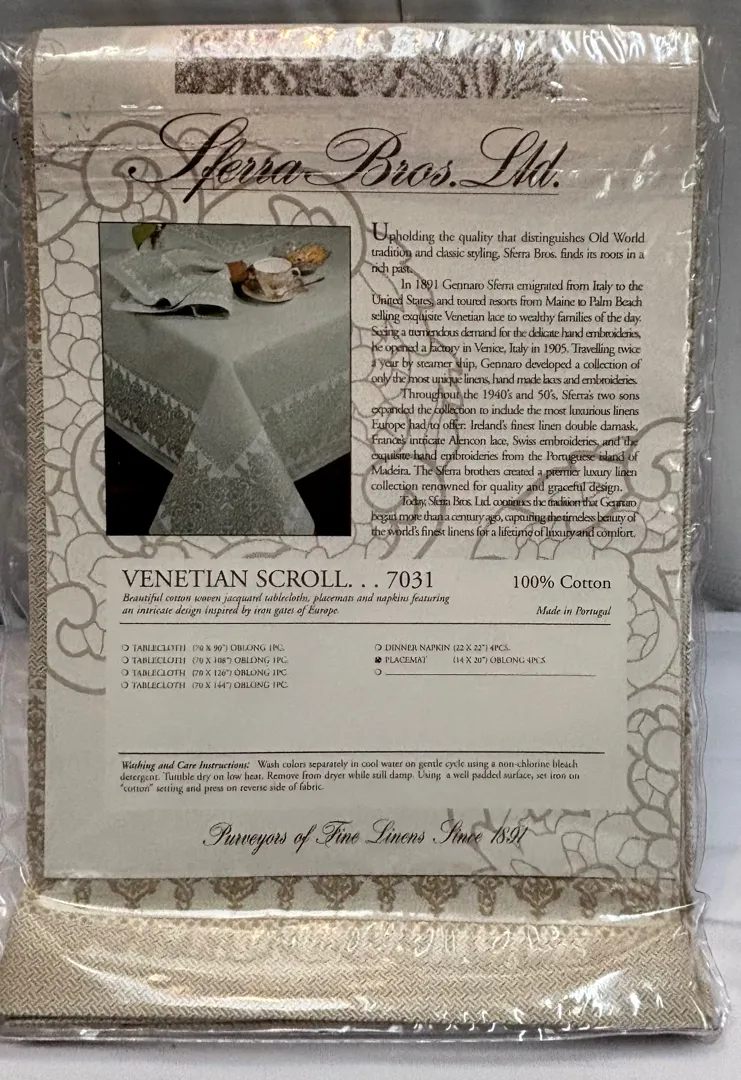 Sferra Bros. Ltd.
Upholding the quality that distinguishes Old World
tradition and classic styling, Sferra Bros. finds its roots in a
rich past.
In 1891 Gennaro Sferra emigrated from Italy to the
United States, and toured resorts from Maine to Palm Beach
selling exquisite Venetian lace to wealthy families of the day.
Seeing a tremendous demand for the delicate hand embroideries,
he opened a factory in Venice, Italy in 1905. Travelling twice
a year by steamer ship, Gennaro developed a collection of
only the most unique linens, hand made laces and embroideries.
Throughout the 1940's and 50's, Sferra's two sons
expanded the collection to include the most luxurious linens
Europe had to offer: Ireland's finest linen double damask,
France's intricate Alencon lace, Swiss embroideries, and the
exquisite hand embroideries from the Portuguese island of
Madeira. The Sferra brothers created a premier luxury linen
collection renowned for quality and graceful design.
Today, Sferra Bros. Ltd. continues the tradition that Gennaro
began more than a century ago, capturing the timeless beauty of
the world's finest linens for a lifetime of luxury and comfort.
VENETIAN SCROLL. . . 7031
100% Cotton
Beautiful cotton woven jacquard tablecloths, placemats and napkins featuring
an intricate design inspired by iron gates of Europe.
Made in Portugal
TABLECLOTH (70 X 90") OBLONG 1PC.
TABLECLOTH (70 X 108") OBLONG 1PC.
TABLECLOTH (70 X 126") OBLONG 1PC.
TABLECLOTH (70 X 144") OBLONG 1PC.
DINNER NAPKIN (22 X 22") 4PCS.
PLACEMAT (14 X 20") OBLONG 4PCS
Washing and Care Instructions: Wash colors separately in cool water on gentle cycle using a non-chlorine bleach
detergent. Tumble dry on low heat. Remove from dryer while still damp. Using a well padded surface, set iron on
"cotton" setting and press on reverse side of fabric.
Purveyors of Fine Linens Since 1891